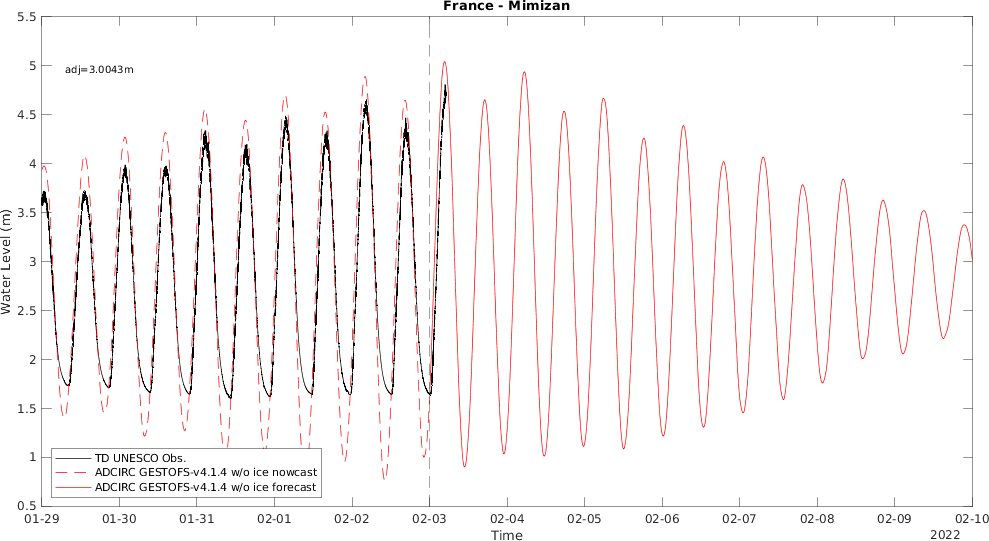 France - Mimizan
5.5
5
4.5
4
3.5
3
2.5
2
1.5
1
0.5
Water Level (m)
adj=3.0043m
TD UNESCO Obs.
ADCIRC GESTOFS-v4.1.4 w/o ice nowcast
ADCIRC GESTOFS-v4.1.4 w/o ice forecast
01-29 01-30 01-31 02-01 02-02 02-03 02-04 02-05 02-06 02-07 02-08 02-09 02-10
Time
2022